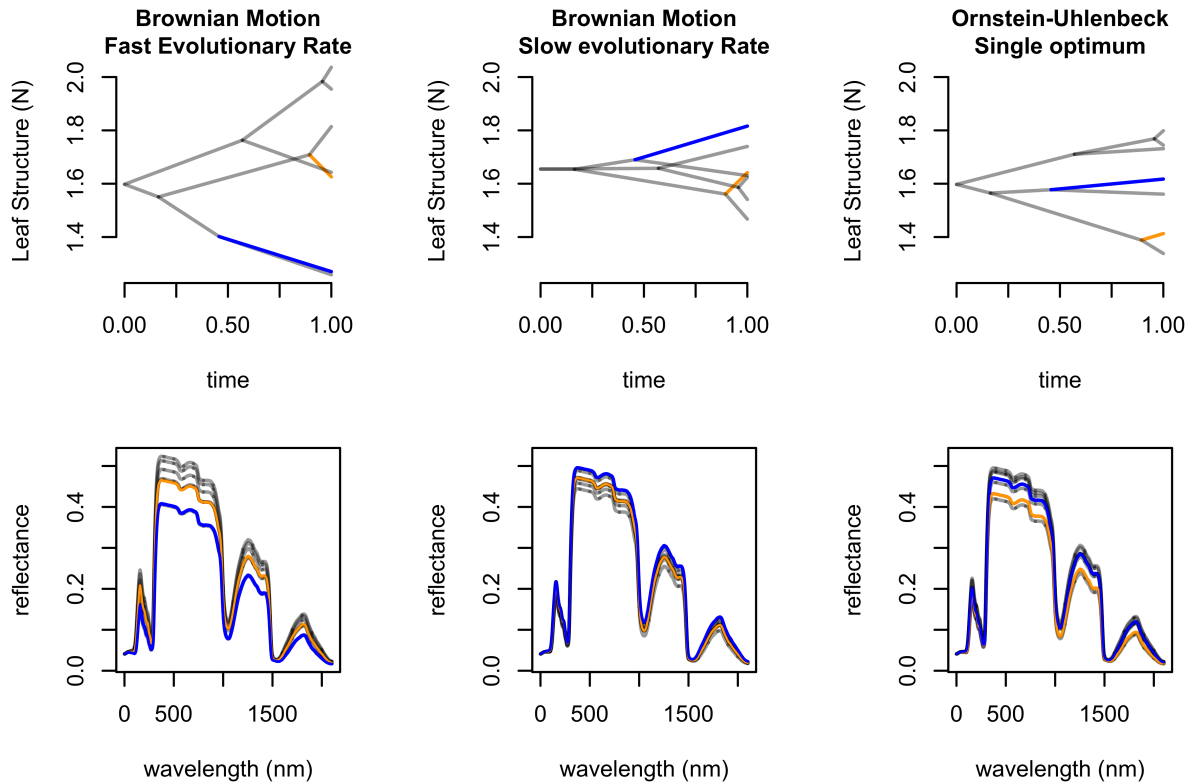 Brownian Motion
Fast Evolutionary Rate
Brownian Motion
Slow evolutionary Rate
Ornstein-Uhlenbeck
Single optimum
Leaf Structure (N)
2.0
1.8
1.6
1.4
0.00
0.50
1.00
time
Leaf Structure (N)
2.0
1.8
1.6
1.4
0.00
0.50
1.00
time
Leaf Structure (N)
2.0
1.8
1.6
1.4
0.00
0.50
1.00
time
reflectance
0.4
0.2
0.0
0
500
1500
wavelength (nm)
reflectance
0.4
0.2
0.0
0
500
1500
wavelength (nm)
reflectance
0.4
0.2
0.0
0
500
1500
wavelength (nm)